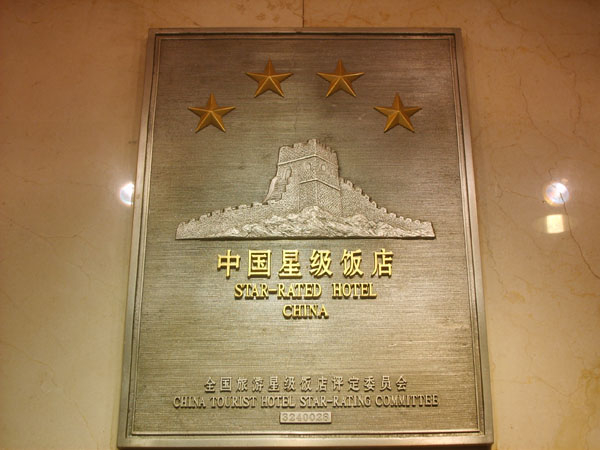 中国星级饭店
STAR-RATED HOTEL
CHINA
全国旅游星级饭店评定委员会
CHINA TOURIST HOTEL STAR-RATING COMMITTEE
3240028